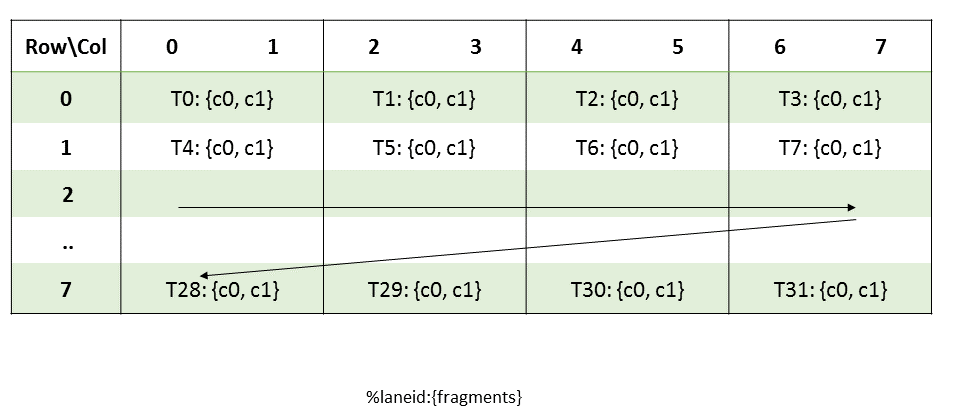 Row\Col 0 1 2 3 4 5 6 7
0 T0: {c0, c1} T1: {c0, c1} T2: {c0, c1} T3: {c0, c1}
1 T4: {c0, c1} T5: {c0, c1} T6: {c0, c1} T7: {c0, c1}
2
..
7 T28: {c0, c1} T29: {c0, c1} T30: {c0, c1} T31: {c0, c1}
%laneid:{fragments}